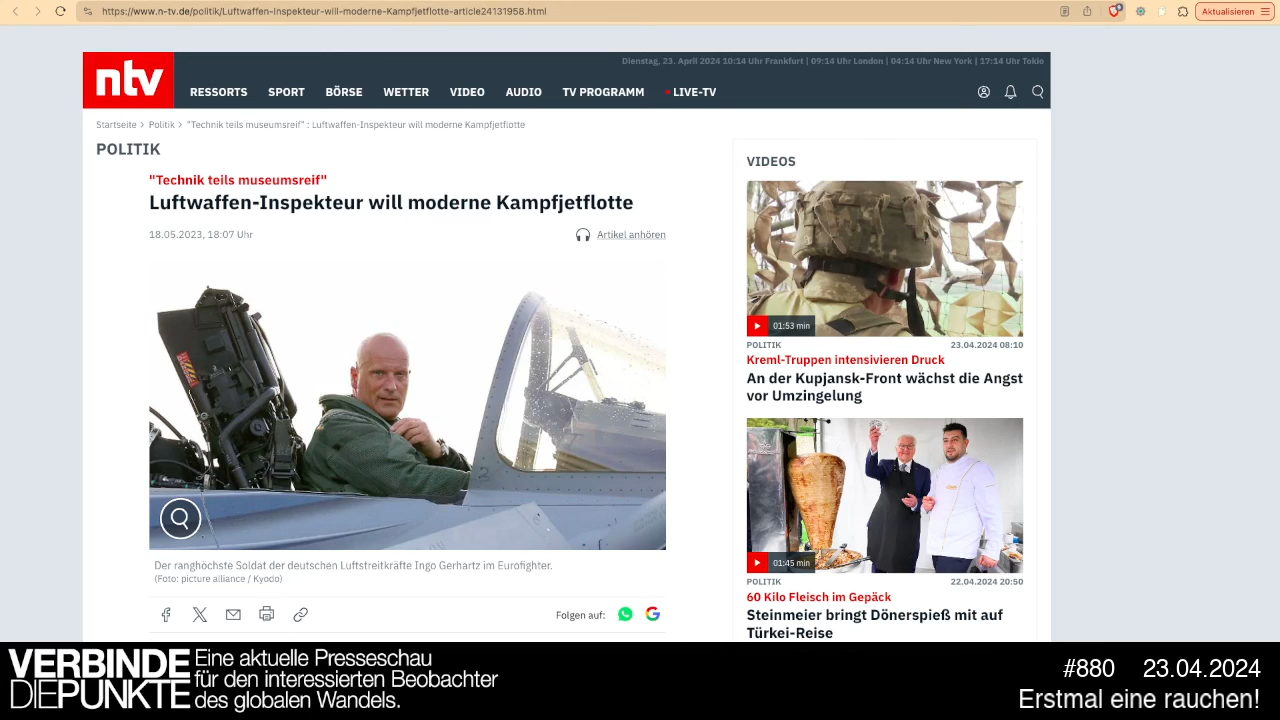 https://www.n-tv.de/politik/Luftwaffen-Inspekteur-will-moderne-Kampfjetflotte-article24131958.html
Aktualisieren
ntv
Dienstag, 23. April 2024 10:14 Uhr Frankfurt | 09:14 Uhr London | 04:14 Uhr New York | 17:14 Uhr Tokio
RESSORTS SPORT BÖRSE WETTER VIDEO AUDIO TV PROGRAMM LIVE-TV
Startseite > Politik > "Technik teils museumsreif" : Luftwaffen-Inspekteur will moderne Kampfjetflotte
POLITIK
"Technik teils museumsreif"
Luftwaffen-Inspekteur will moderne Kampfjetflotte
18.05.2023, 18:07 Uhr
Artikel anhören
Der ranghöchste Soldat der deutschen Luftstreitkräfte Ingo Gerhartz im Eurofighter.
(Foto: picture alliance / Kyodo)
Folgen auf:
VIDEOS
01:53 min
POLITIK 23.04.2024 08:10
Kreml-Truppen intensivieren Druck
An der Kupjansk-Front wächst die Angst
vor Umzingelung
01:45 min
POLITIK 22.04.2024 20:50
60 Kilo Fleisch im Gepäck
Steinmeier bringt Dönerspieß mit auf
Türkei-Reise
VERBINDE
DIEPUNKTE
Eine aktuelle Presseschau
für den interessierten Beobachter
des globalen Wandels.
#880 23.04.2024
Erstmal eine rauchen!